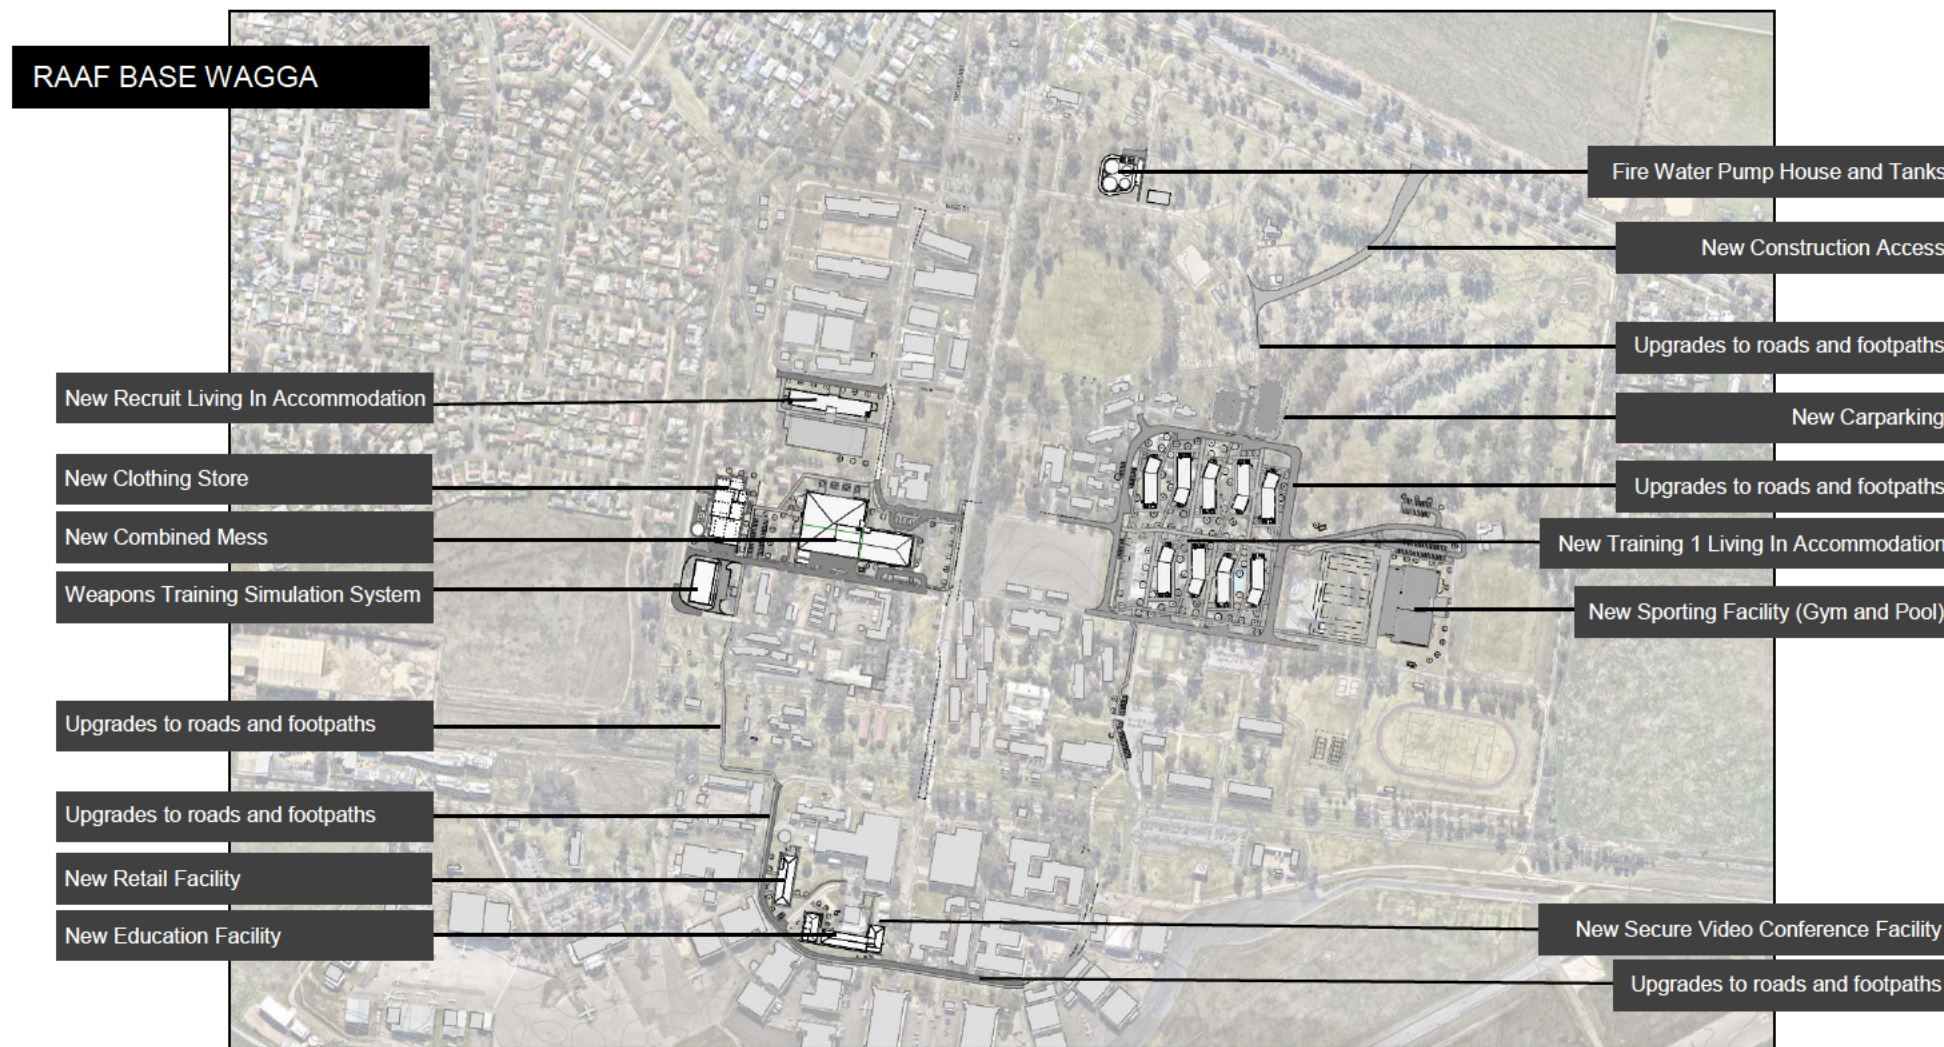 RAAF BASE WAGGA
New Recruit Living In Accommodation
New Clothing Store
New Combined Mess
Weapons Training Simulation System
Upgrades to roads and footpaths
Upgrades to roads and footpaths
New Retail Facility
New Education Facility
Fire Water Pump House and Tanks
New Construction Access
Upgrades to roads and footpaths
New Carparking
Upgrades to roads and footpaths
New Training 1 Living In Accommodation
New Sporting Facility (Gym and Pool)
New Secure Video Conference Facility
Upgrades to roads and footpaths